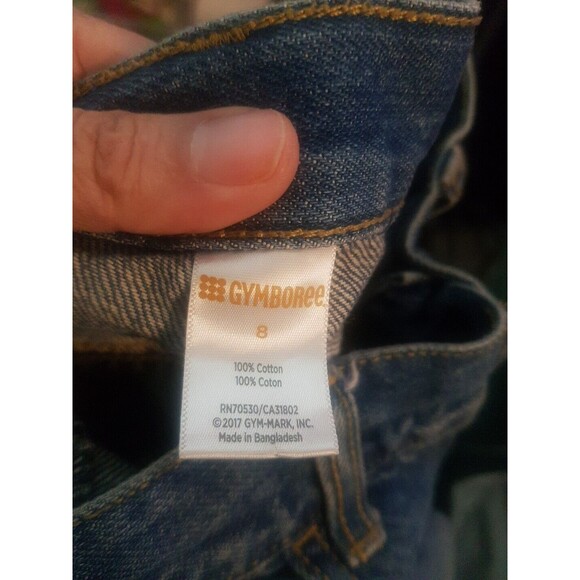 GYMBOREE
8
100% Cotton
100% Coton
RN70530/CA31802
©2017 GYM-MARK, INC.
Made in Bangladesh